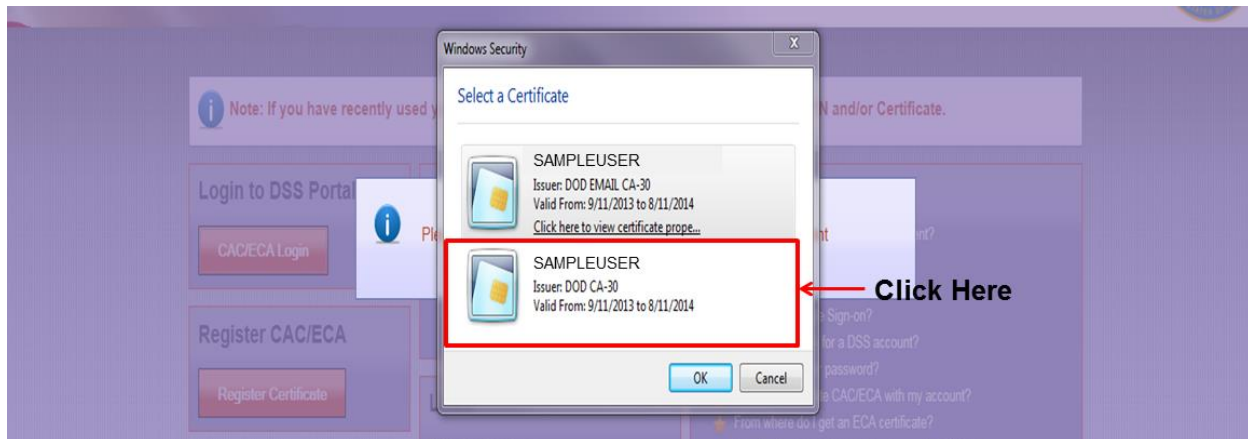 Windows Security
X
Select a Certificate
Note: If you have recently used
N and/or Certificate.
SAMPLEUSER
Issuer: DOD EMAIL CA-30
Valid From: 9/11/2013 to 8/11/2014
Click here to view certificate prope...
Login to DSS Portal
CAC/ECA Login
SAMPLEUSER
Issuer: DOD CA-30
Valid From: 9/11/2013 to 8/11/2014
Click Here
Sign-on?
for a DSS account?
password?
CAC/ECA with my account?
From where do I get an ECA certificate?
Register CAC/ECA
Register Certificate
OK
Cancel